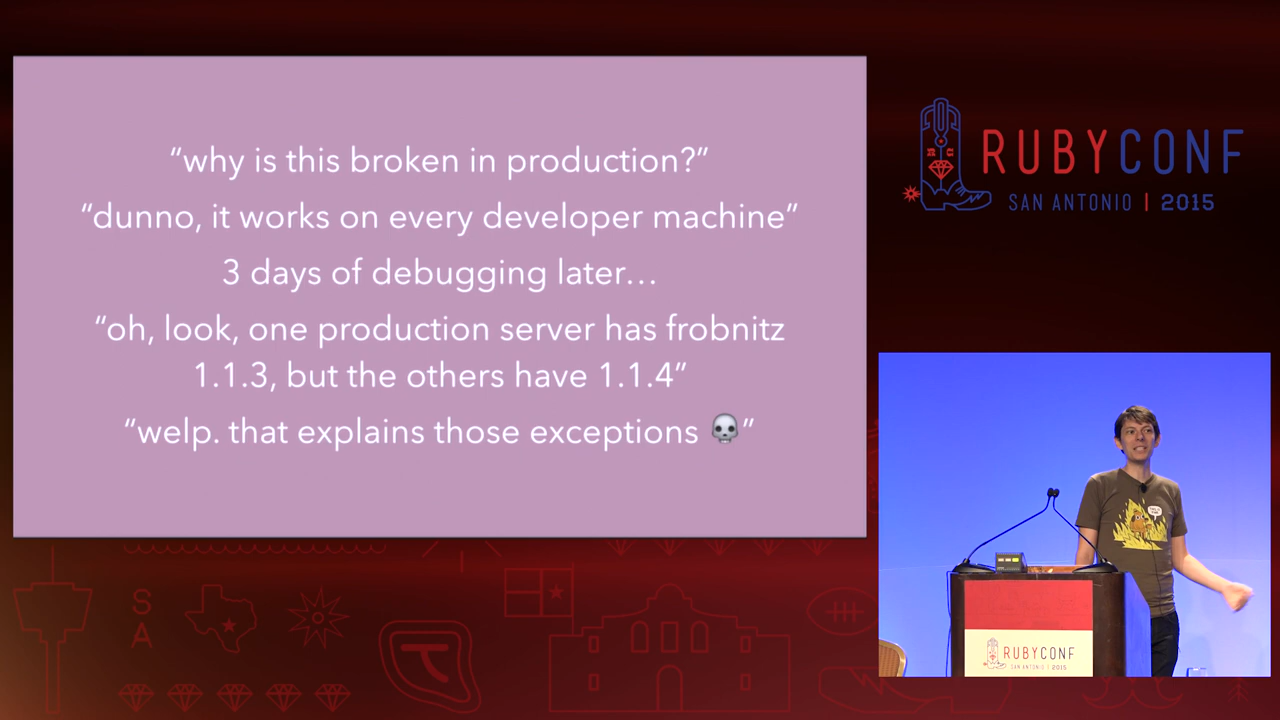 “why is this broken in production?”
“dunno, it works on every developer machine”
3 days of debugging later…
“oh, look, one production server has frobnitz
1.1.3, but the others have 1.1.4”
“welp. that explains those exceptions 💀”
RUBYCONF
SAN ANTONIO | 2015
S
A
RUBYCONF
SAN ANTONIO | 2015